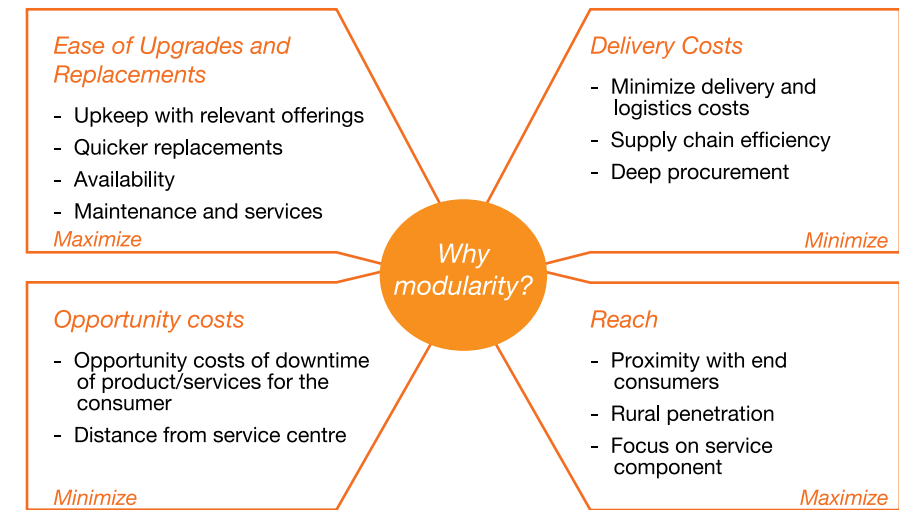 Ease of Upgrades and
Replacements
- Upkeep with relevant offerings
- Quicker replacements
- Availability
- Maintenance and services
Maximize
Delivery Costs
- Minimize delivery and
logistics costs
- Supply chain efficiency
- Deep procurement
Minimize
Why
modularity?
Opportunity costs
- Opportunity costs of downtime
of product/services for the
consumer
- Distance from service centre
Minimize
Reach
- Proximity with end
consumers
- Rural penetration
- Focus on service
component
Maximize